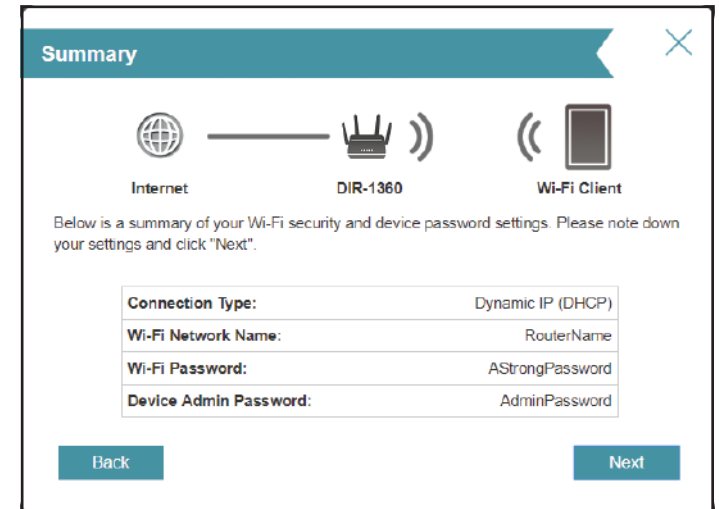 Summary
Internet
DIR-1360
Wi-Fi Client
Below is a summary of your Wi-Fi security and device password settings. Please note down
your settings and click "Next".
Connection Type: Dynamic IP (DHCP)
Wi-Fi Network Name: RouterName
Wi-Fi Password: AStrongPassword
Device Admin Password: AdminPassword
Back
Next